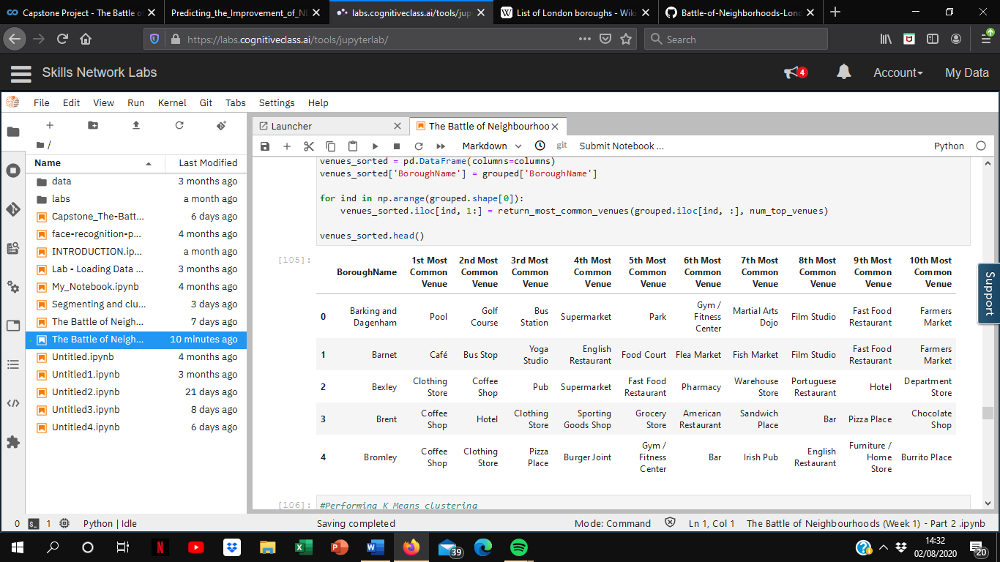 Capstone Project - The Battle of
Predicting_the_Improvement_of_NB
labs.cognitiveclass.ai/tools/jup
List of London boroughs - Wiki
Battle-of-Neighborhoods-Lond
https://labs.cognitiveclass.ai/tools/jupyterlab/
Search
Skills Network Labs
4
Account
My Data
File Edit View Run Kernel Git Tabs Settings Help
Launcher
The Battle of Neighbourhoo
/
Markdown
git
Submit Notebook ...
Python
Name
Last Modified
data 3 months ago
labs a month ago
Capstone_The-Batt... 6 days ago
face-recognition-p... 4 months ago
INTRODUCTION.ip... a month ago
Lab - Loading Data ... 3 months ago
My_Notebook.ipynb 4 months ago
Segmenting and clu... 3 days ago
The Battle of Neigh... 7 days ago
The Battle of Neigh... 10 minutes ago
Untitled.ipynb 4 months ago
Untitled1.ipynb 3 months ago
Untitled2.ipynb 21 days ago
Untitled3.ipynb 8 days ago
Untitled4.ipynb 6 days ago
venues_sorted = pd.DataFrame(columns=columns)
venues_sorted['BoroughName'] = grouped['BoroughName']
for ind in np.arange(grouped.shape[0]):
venues_sorted.iloc[ind, 1:] = return_most_common_venues(grouped.iloc[ind, :], num_top_venues)
venues_sorted.head()
[105]:
BoroughName 1st Most Common Venue 2nd Most Common Venue 3rd Most Common Venue 4th Most Common Venue 5th Most Common Venue 6th Most Common Venue 7th Most Common Venue 8th Most Common Venue 9th Most Common Venue 10th Most Common Venue
0 Barking and Dagenham Pool Golf Course Bus Station Supermarket Park Gym / Fitness Center Martial Arts Dojo Film Studio Fast Food Restaurant Farmers Market
1 Barnet Café Bus Stop Yoga Studio English Restaurant Food Court Flea Market Fish Market Film Studio Fast Food Restaurant Farmers Market
2 Bexley Clothing Store Coffee Shop Pub Supermarket Fast Food Restaurant Pharmacy Warehouse Store Portuguese Restaurant Hotel Department Store
3 Brent Coffee Shop Hotel Clothing Store Sporting Goods Shop Grocery Store American Restaurant Sandwich Place Bar Pizza Place Chocolate Shop
4 Bromley Coffee Shop Clothing Store Pizza Place Burger Joint Gym / Fitness Center Bar Irish Pub English Restaurant Furniture / Home Store Burrito Place
[106]:
#Performing K Means clustering
Support
0
1
Python | Idle
Saving completed
Mode: Command
Ln 1, Col 1
The Battle of Neighbourhoods (Week 1) - Part 2 .ipynb
39
14:32
02/08/2020
20